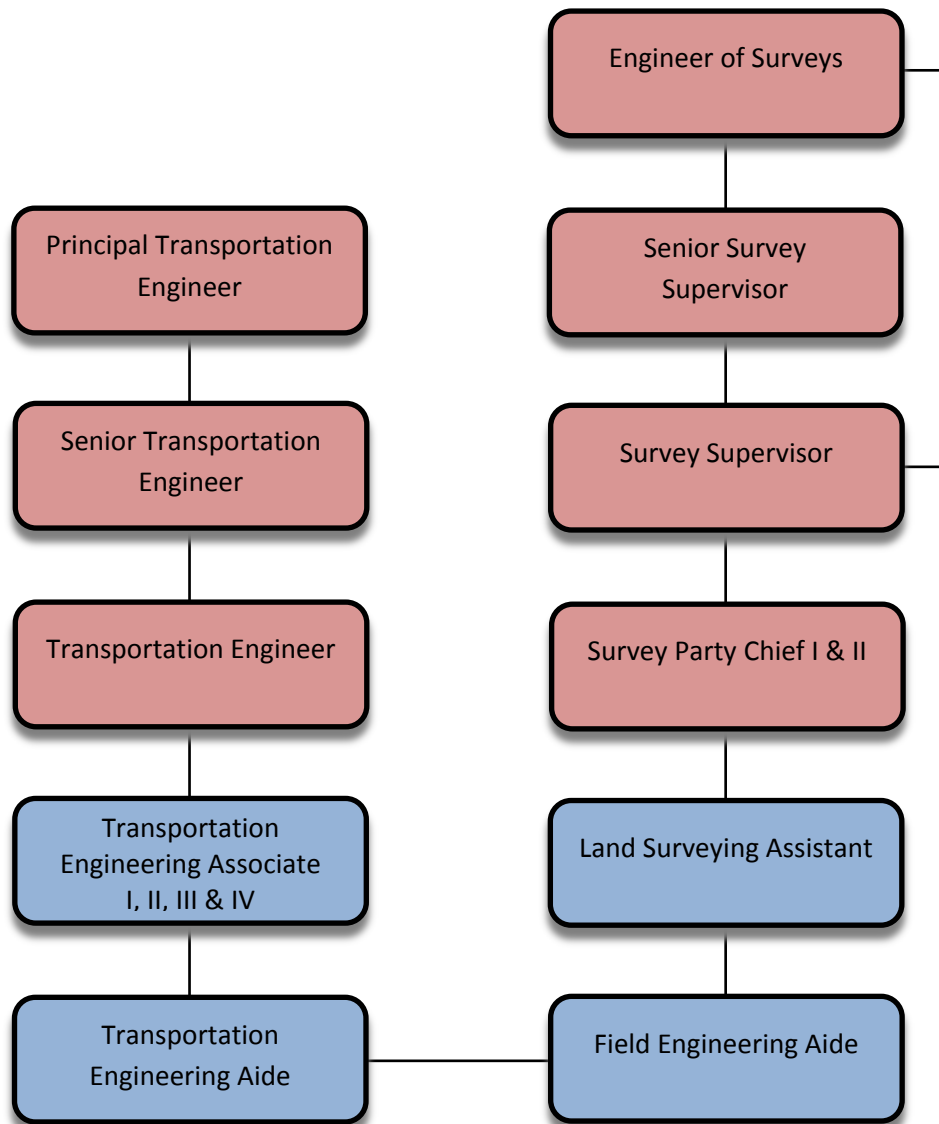 Engineer of Surveys
Principal Transportation
Engineer
Senior Survey
Supervisor
Senior Transportation
Engineer
Survey Supervisor
Transportation Engineer
Survey Party Chief I & II
Transportation
Engineering Associate
I, II, III & IV
Land Surveying Assistant
Transportation
Engineering Aide
Field Engineering Aide